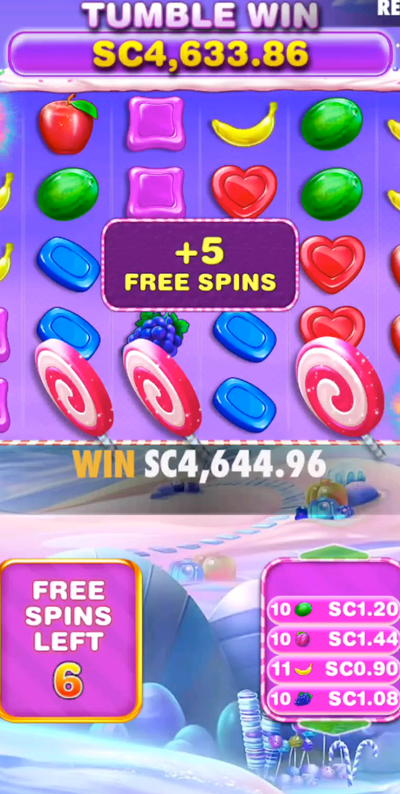 TUMBLE WIN
RE
SC4,633.86
+5
FREE SPINS
WIN SC4,644.96
FREE
SPINS
LEFT
6
10 SC1.20
10 SC1.44
11 SC0.90
10 SC1.08